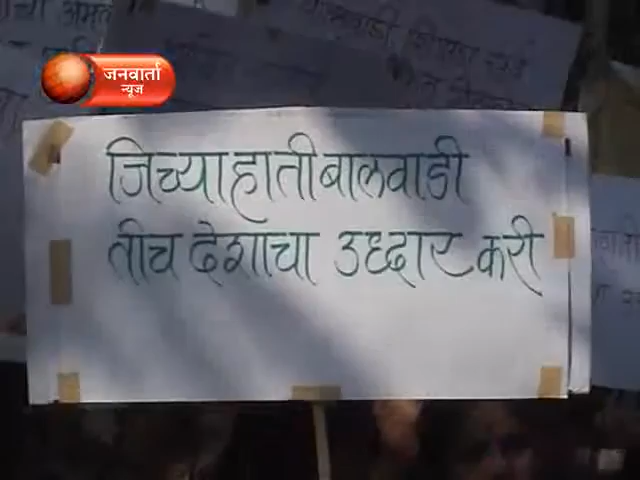 जनवार्ता
न्यूज
जिच्या हाती बालवाडी
तीच देशाचा उध्दार करी